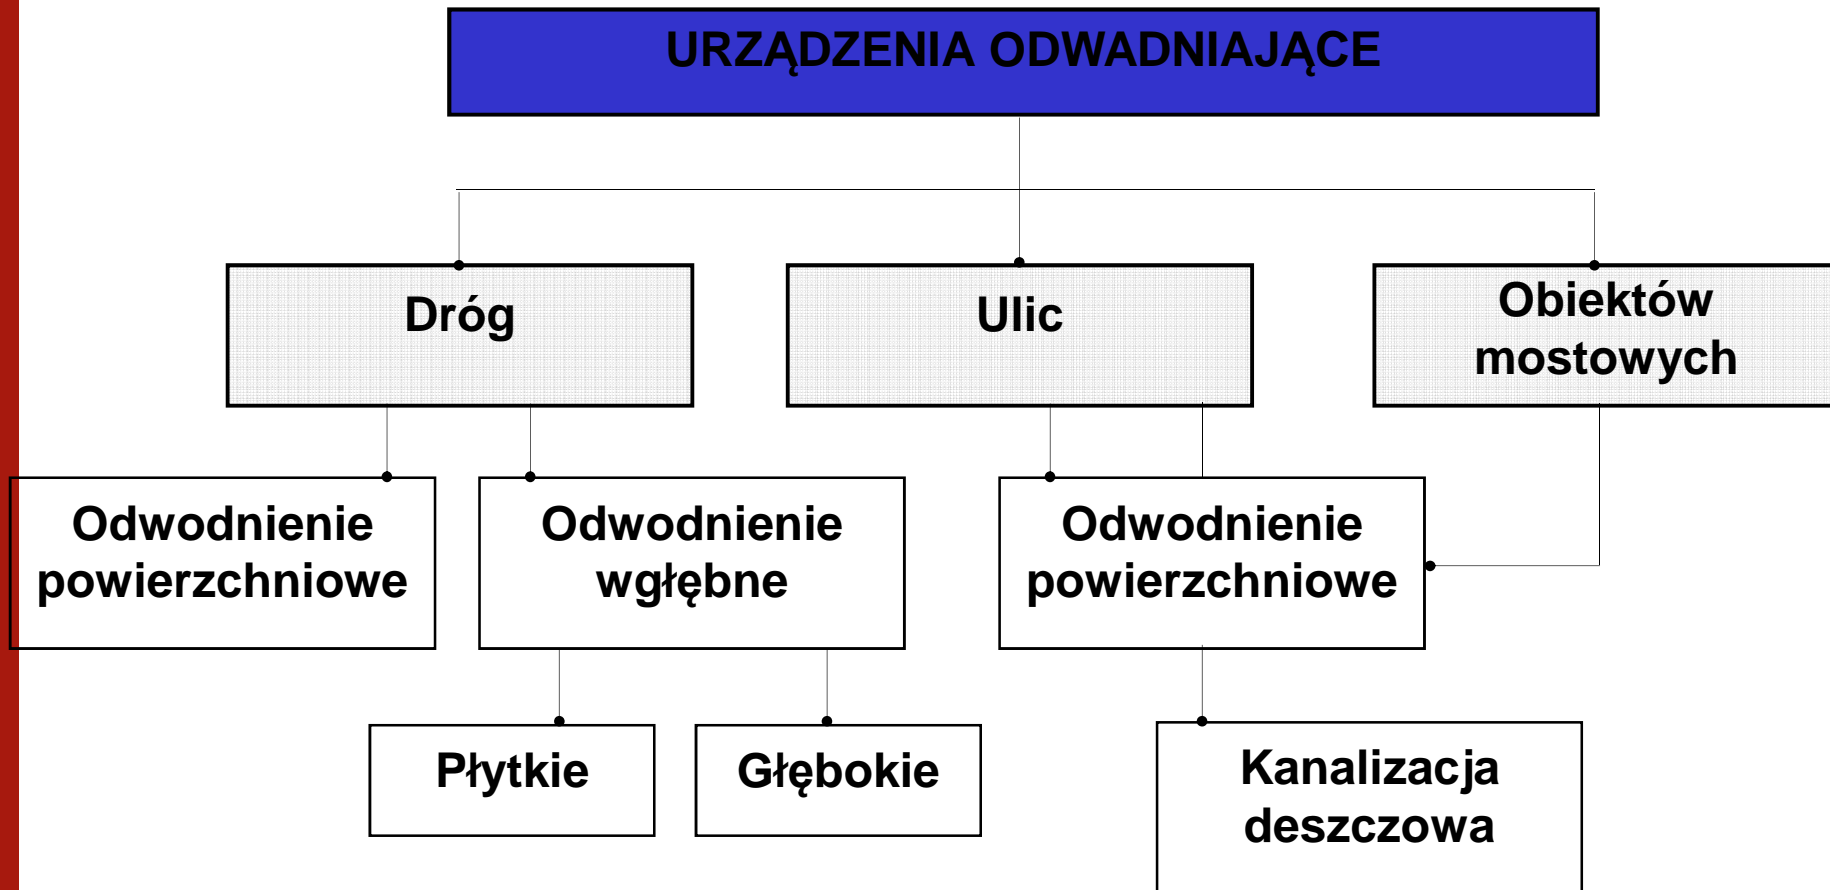 URZĄDZENIA ODWADNIAJĄCE
Dróg
Ulic
Obiektów
mostowych
Odwodnienie
powierzchniowe
Odwodnienie
wgłębne
Odwodnienie
powierzchniowe
Płytkie
Głębokie
Kanalizacja
deszczowa